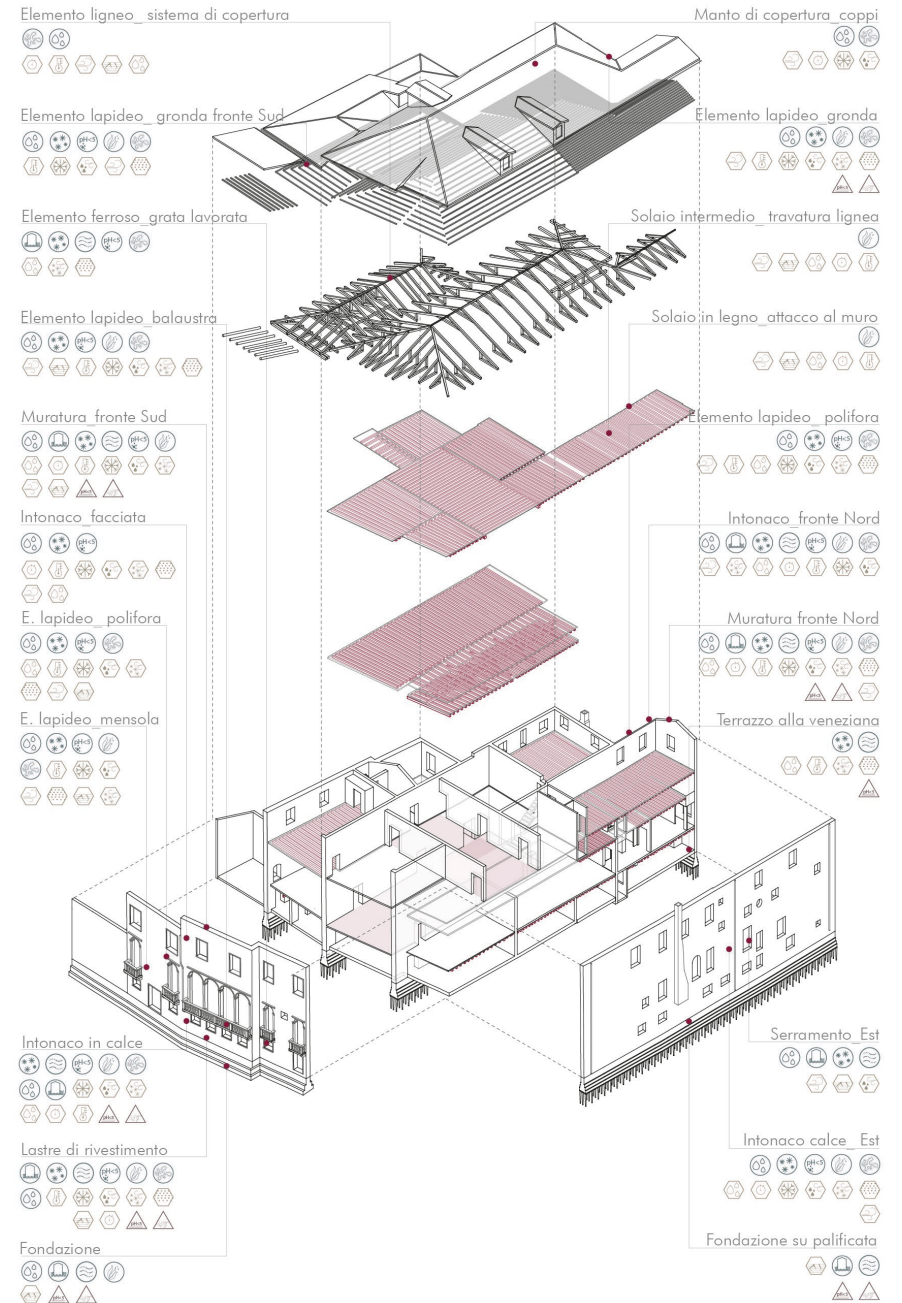 Elemento ligneo_ sistema di copertura
Elemento lapideo_ gronda fronte Sud
pH<5
Elemento ferroso_grata lavorata
pH<5
Elemento lapideo_balaustra
pH<5
Muratura_fronte Sud
pH<5
pH<5
Intonaco_facciata
pH<5
E. lapideo_ polifora
pH<5
E. lapideo_mensola
pH<5
Intonaco in calce
pH<5
pH<5
Lastre di rivestimento
pH<5
pH<5
Fondazione
pH<5
Manto di copertura_coppi
Elemento lapideo_gronda
pH<5
Solaio intermedio_ travatura lignea
Solaio in legno_attacco al muro
Elemento lapideo_ polifora
pH<5
Intonaco_fronte Nord
pH<5
Muratura fronte Nord
pH<5
pH<5
Terrazzo alla veneziana
pH<5
Serramento_Est
Intonaco calce_ Est
pH<5
Fondazione su palificata
pH<5